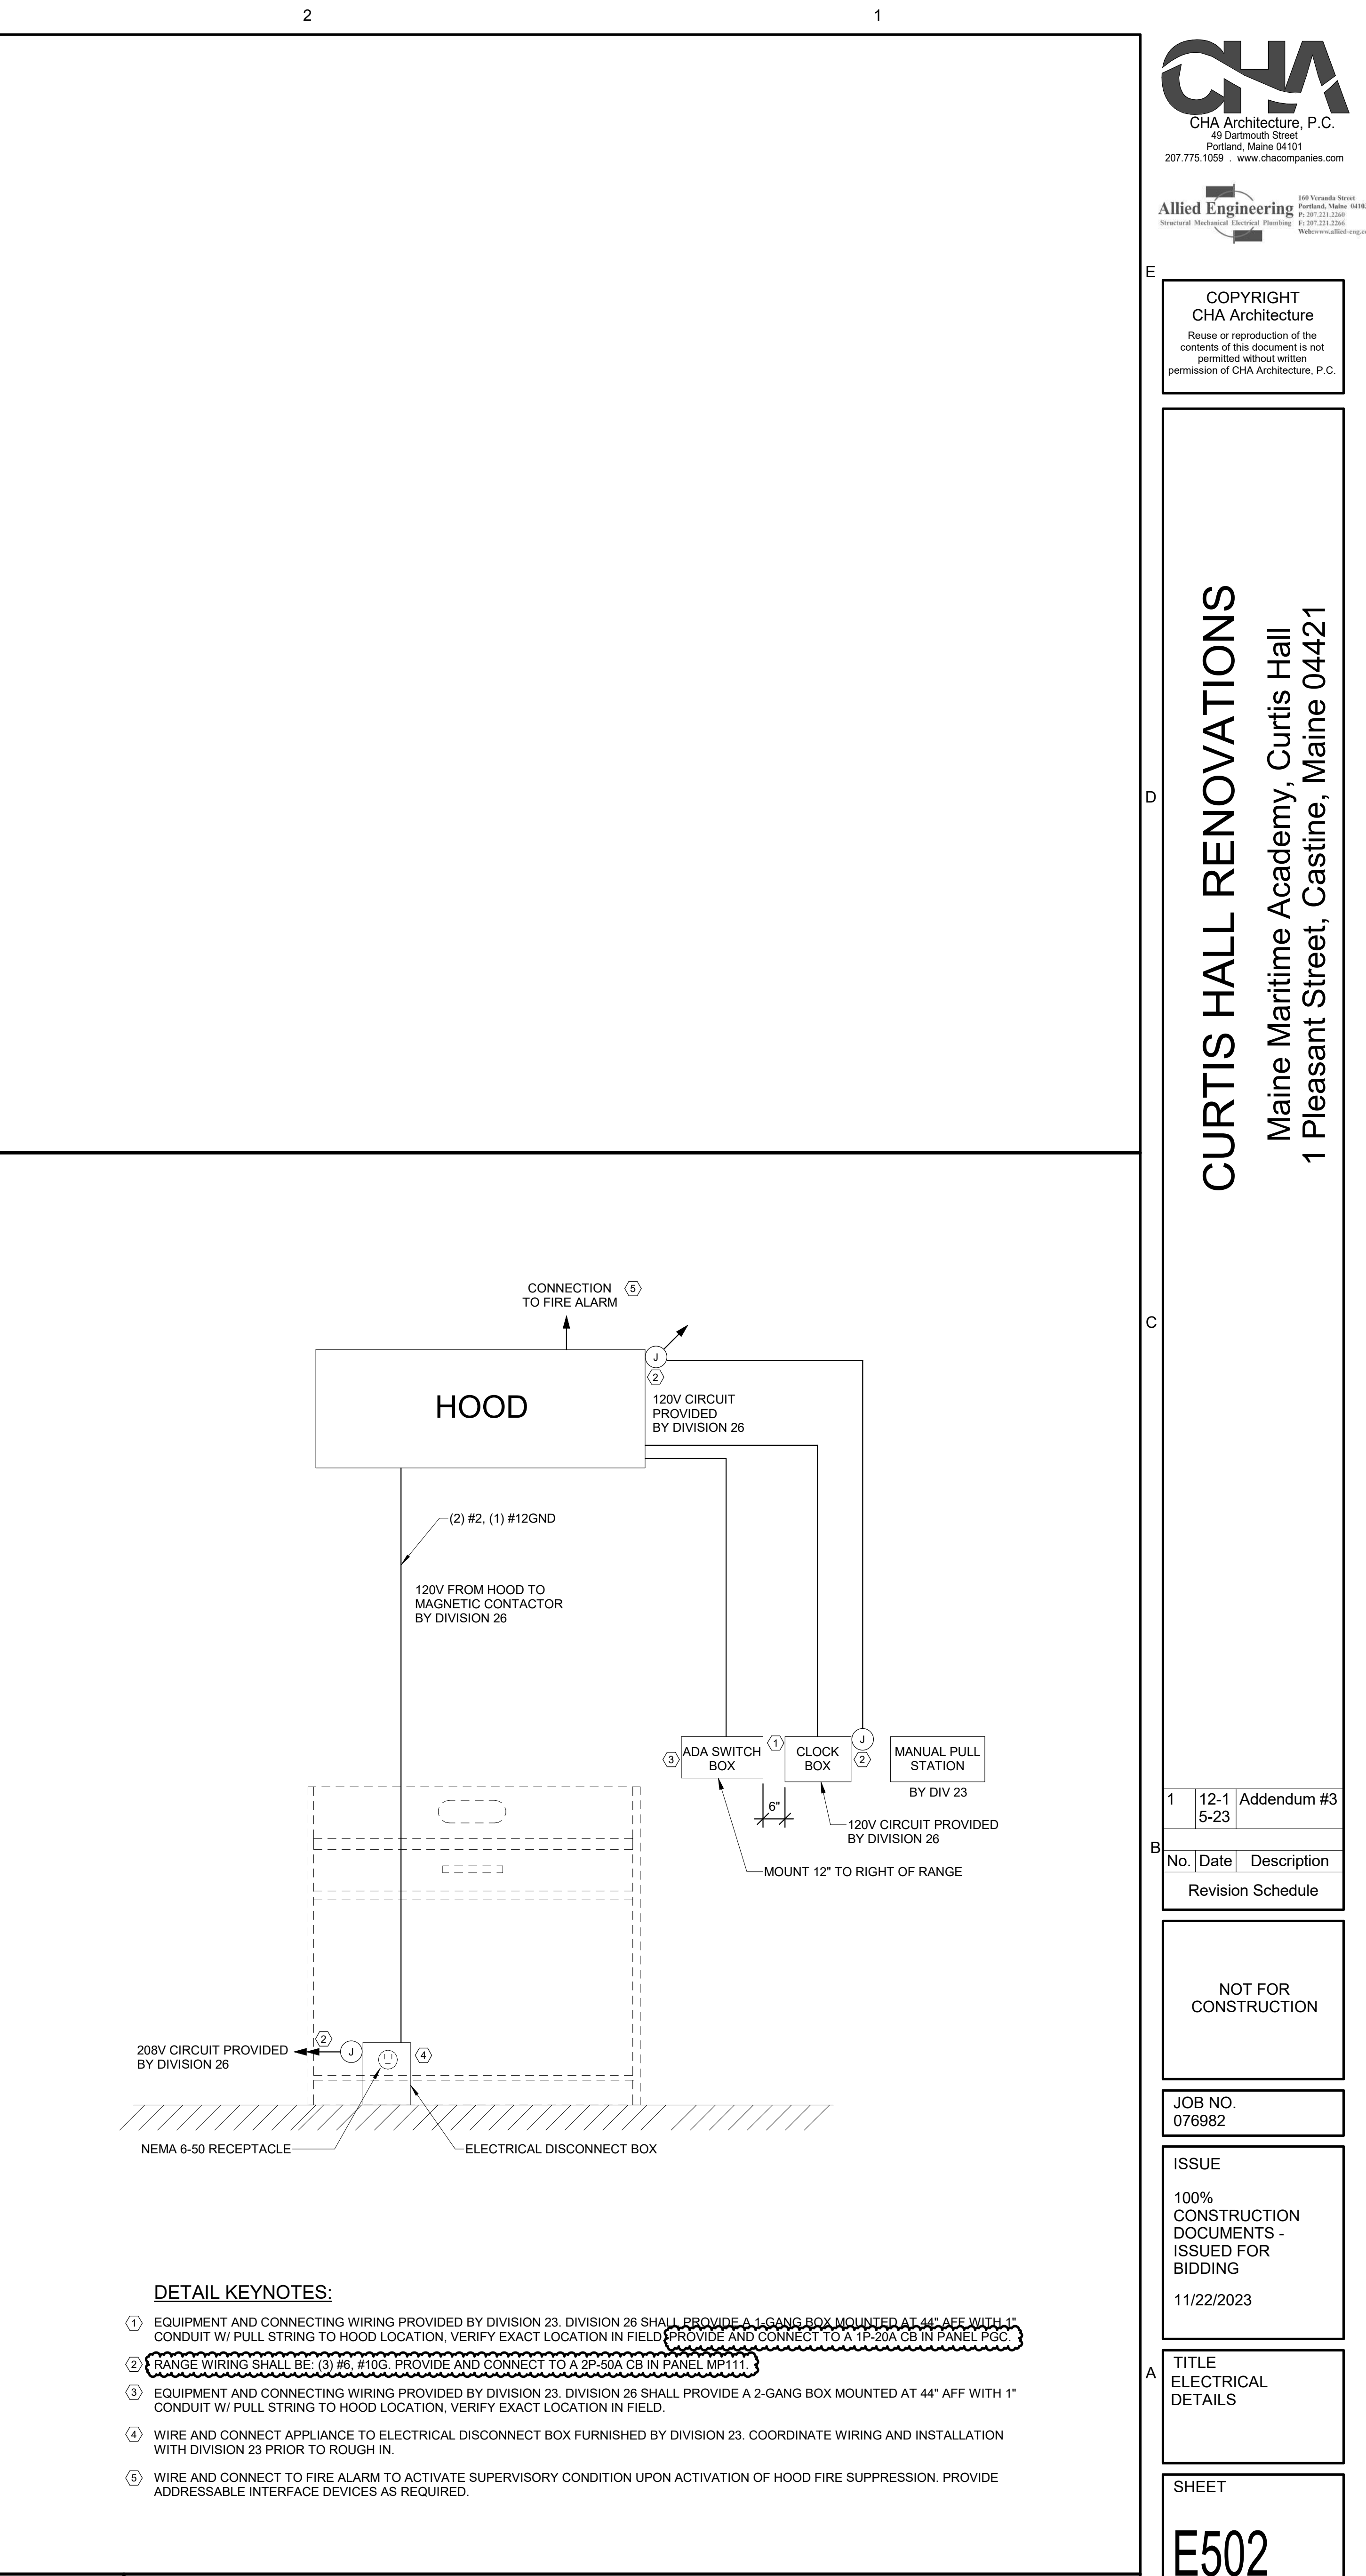 2
1
CHA
CHA Architecture, P.C.
49 Dartmouth Street
Portland, Maine 04101
207.775.1059 . www.chacompanies.com
Allied Engineering
Structural Mechanical Electrical Plumbing
160 Veranda Street
Portland, Maine 0410
P: 207.221.2260
F: 207.221.2266
Web:www.allied-eng.c
E
COPYRIGHT
CHA Architecture
Reuse or reproduction of the
contents of this document is not
permitted without written
permission of CHA Architecture, P.C.
CURTIS HALL RENOVATIONS
Maine Maritime Academy, Curtis Hall
1 Pleasant Street, Castine, Maine 04421
D
C
CONNECTION 5
TO FIRE ALARM
J
2
HOOD
120V CIRCUIT
PROVIDED
BY DIVISION 26
(2) #2, (1) #12GND
120V FROM HOOD TO
MAGNETIC CONTACTOR
BY DIVISION 26
3
ADA SWITCH
BOX
1
CLOCK
BOX
J
2
MANUAL PULL
STATION
BY DIV 23
6"
120V CIRCUIT PROVIDED
BY DIVISION 26
MOUNT 12" TO RIGHT OF RANGE
208V CIRCUIT PROVIDED
BY DIVISION 26
2
J
4
NEMA 6-50 RECEPTACLE
ELECTRICAL DISCONNECT BOX
DETAIL KEYNOTES:
1 EQUIPMENT AND CONNECTING WIRING PROVIDED BY DIVISION 23. DIVISION 26 SHALL PROVIDE A 1-GANG BOX MOUNTED AT 44" AFF WITH 1"
CONDUIT W/ PULL STRING TO HOOD LOCATION, VERIFY EXACT LOCATION IN FIELD. PROVIDE AND CONNECT TO A 1P-20A CB IN PANEL PGC.
2 RANGE WIRING SHALL BE: (3) #6, #10G. PROVIDE AND CONNECT TO A 2P-50A CB IN PANEL MP111.
3 EQUIPMENT AND CONNECTING WIRING PROVIDED BY DIVISION 23. DIVISION 26 SHALL PROVIDE A 2-GANG BOX MOUNTED AT 44" AFF WITH 1"
CONDUIT W/ PULL STRING TO HOOD LOCATION, VERIFY EXACT LOCATION IN FIELD.
4 WIRE AND CONNECT APPLIANCE TO ELECTRICAL DISCONNECT BOX FURNISHED BY DIVISION 23. COORDINATE WIRING AND INSTALLATION
WITH DIVISION 23 PRIOR TO ROUGH IN.
5 WIRE AND CONNECT TO FIRE ALARM TO ACTIVATE SUPERVISORY CONDITION UPON ACTIVATION OF HOOD FIRE SUPPRESSION. PROVIDE
ADDRESSABLE INTERFACE DEVICES AS REQUIRED.
1 12-1 Addendum #3
5-23
B
No. Date Description
Revision Schedule
NOT FOR
CONSTRUCTION
JOB NO.
076982
ISSUE
100%
CONSTRUCTION
DOCUMENTS -
ISSUED FOR
BIDDING
11/22/2023
A
TITLE
ELECTRICAL
DETAILS
SHEET
E502